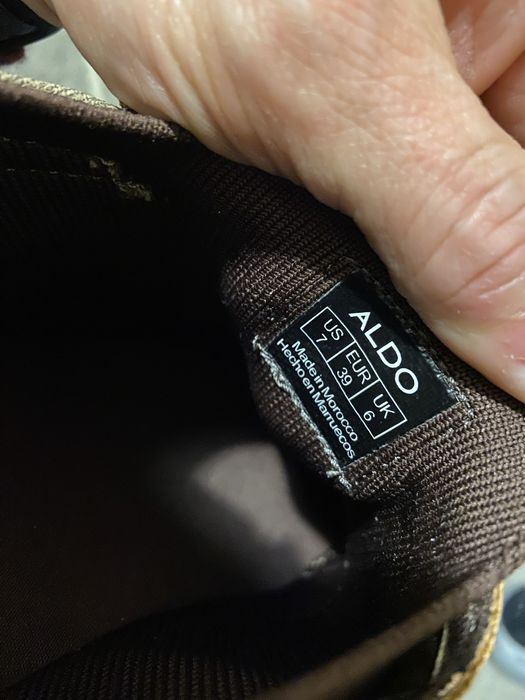 ALDO
US EUR UK
7 39 6
Made in Morocco
Hecho en Marruecos